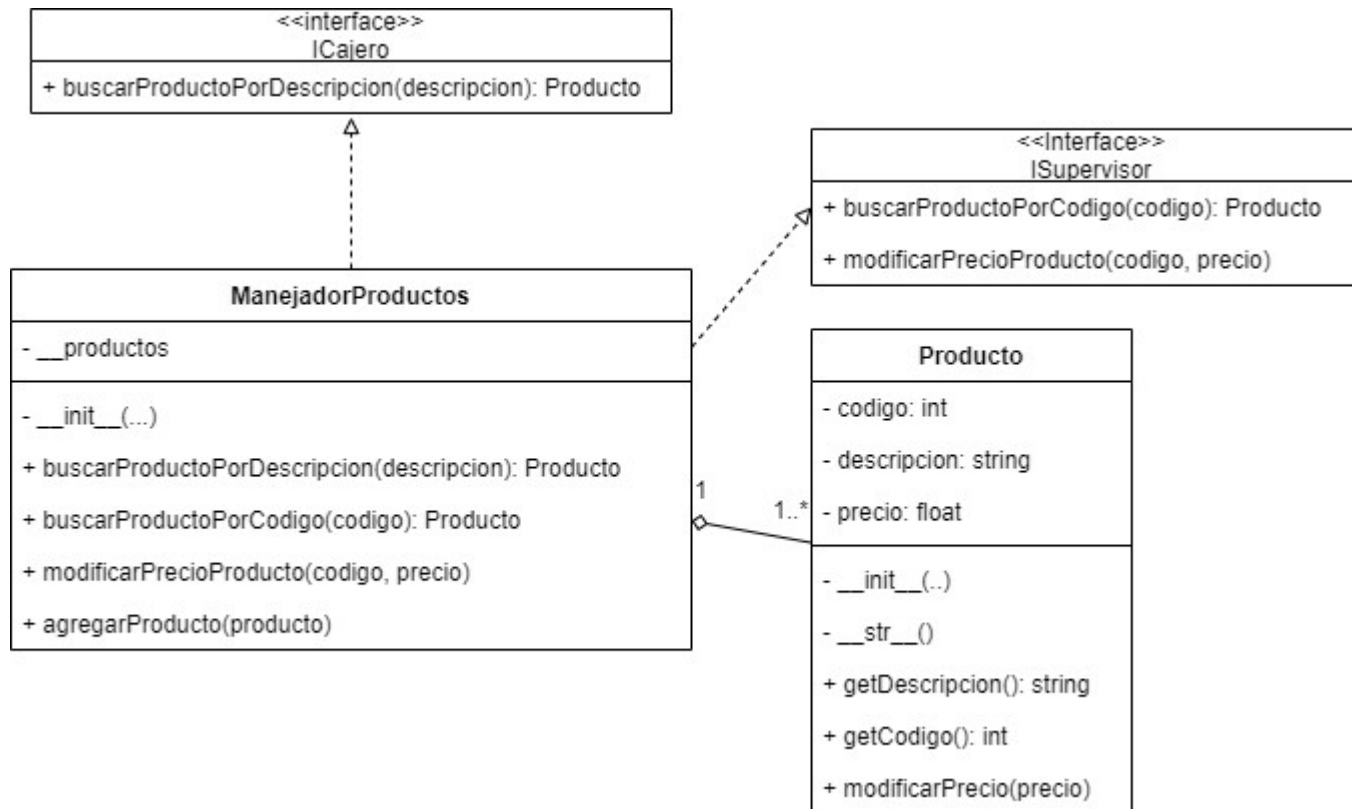 <<interface>>
ICajero
+ buscarProductoPorDescripcion(descripcion): Producto
<<Interface>>
ISupervisor
+ buscarProductoPorCodigo(codigo): Producto
+ modificarPrecioProducto(codigo, precio)
ManejadorProductos
- __productos
- __init__(...)
+ buscarProductoPorDescripcion(descripcion): Producto
+ buscarProductoPorCodigo(codigo): Producto
+ modificarPrecioProducto(codigo, precio)
+ agregarProducto(producto)
1
1..*
Producto
- codigo: int
- descripcion: string
- precio: float
- __init__(..)
- __str__()
+ getDescripcion(): string
+ getCodigo(): int
+ modificarPrecio(precio)